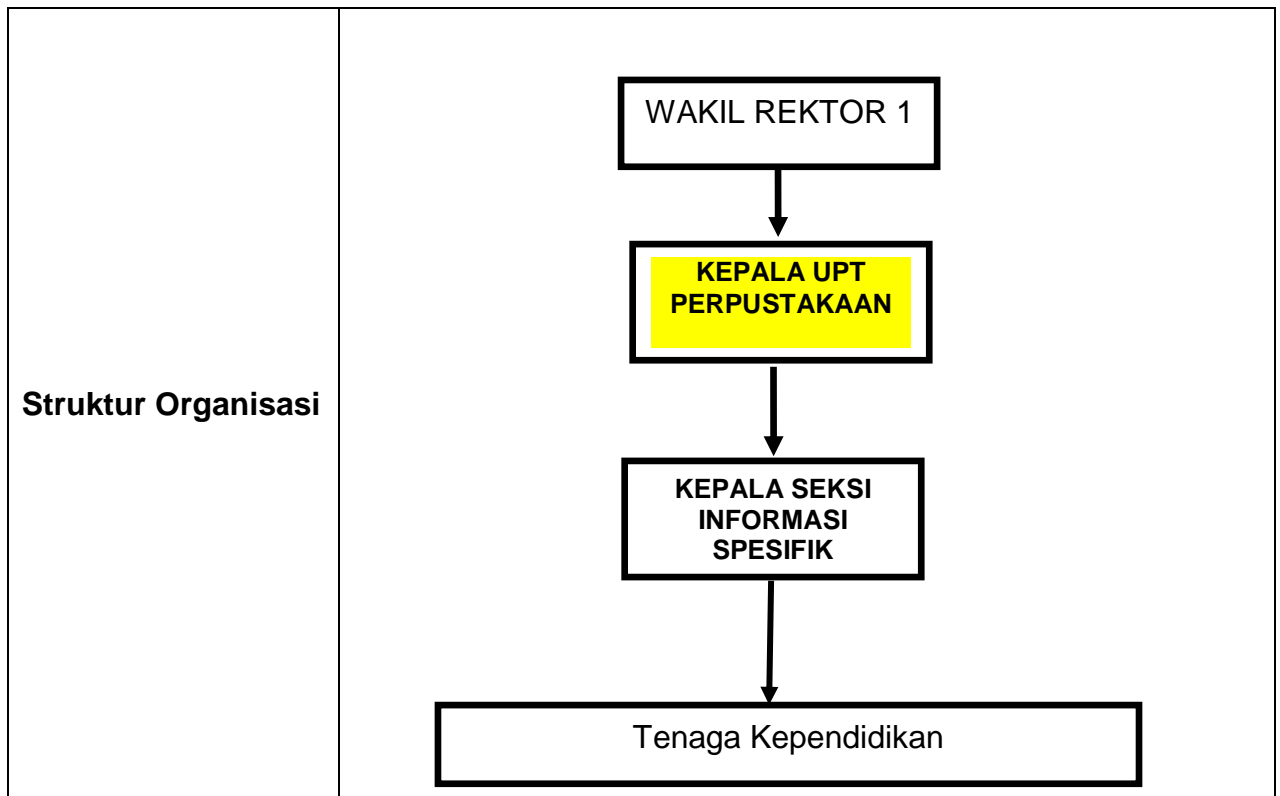 WAKIL REKTOR 1
KEPALA UPT
PERPUSTAKAAN
Struktur Organisasi
KEPALA SEKSI
INFORMASI
SPESIFIK
Tenaga Kependidikan